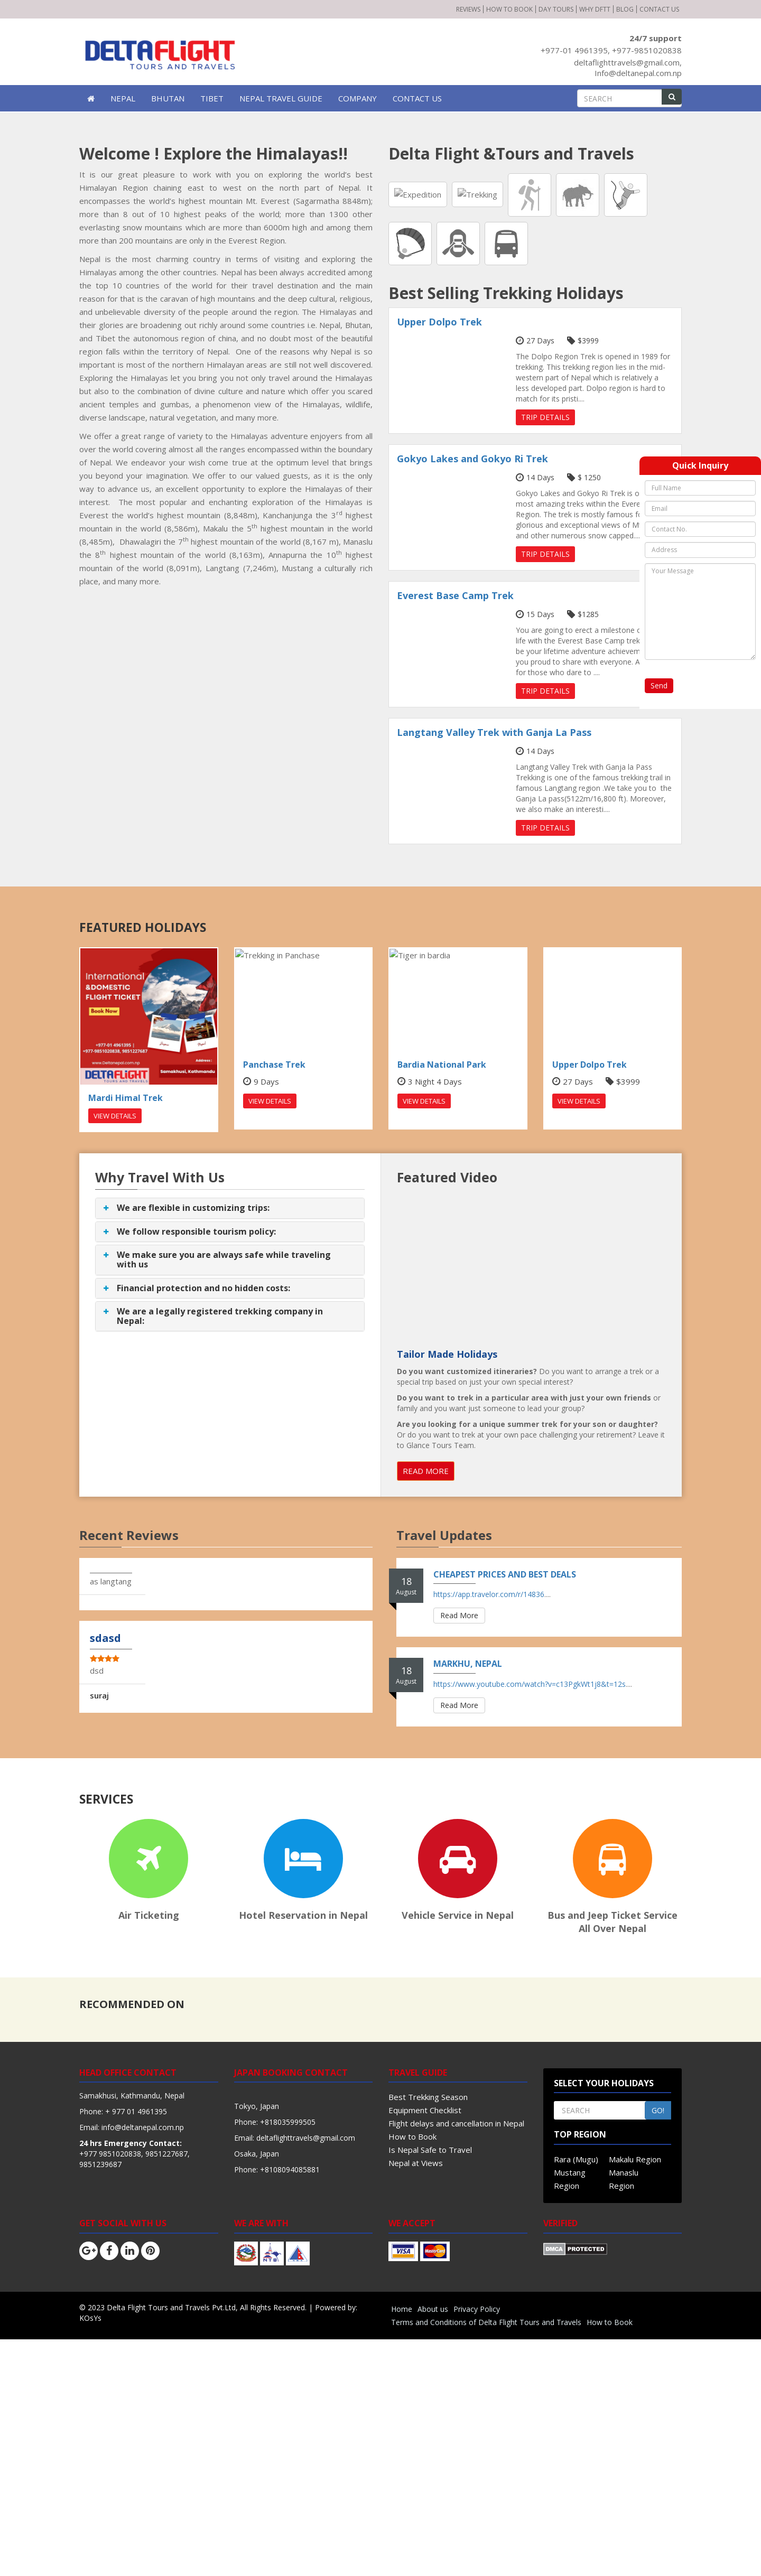 REVIEWS | HOW TO BOOK | DAY TOURS | WHY DFTT | BLOG | CONTACT US
DELTAFLIGHT
TOURS AND TRAVELS
24/7 support
+977-01 4961395, +977-9851020838
deltaflighttravels@gmail.com,
Info@deltanepal.com.np
NEPAL BHUTAN TIBET NEPAL TRAVEL GUIDE COMPANY CONTACT US SEARCH
Welcome ! Explore the Himalayas!!
It is our great pleasure to work with you on exploring the world's best
Himalayan Region chaining east to west on the north part of Nepal. It
encompasses the world's highest mountain Mt. Everest (Sagarmatha 8848m);
more than 8 out of 10 highest peaks of the world; more than 1300 other
everlasting snow mountains which are more than 6000m high and among them
more than 200 mountains are only in the Everest Region.
Nepal is the most charming country in terms of visiting and exploring the
Himalayas among the other countries. Nepal has been always accredited among
the top 10 countries of the world for their travel destination and the main
reason for that is the caravan of high mountains and the deep cultural, religious,
and unbelievable diversity of the people around the region. The Himalayas and
their glories are broadening out richly around some countries i.e. Nepal, Bhutan,
and Tibet the autonomous region of china, and no doubt most of the beautiful
region falls within the territory of Nepal. One of the reasons why Nepal is so
important is most of the northern Himalayan areas are still not well discovered.
Exploring the Himalayas let you bring you not only travel around the Himalayas
but also to the combination of divine culture and nature which offer you scared
ancient temples and gumbas, a phenomenon view of the Himalayas, wildlife,
diverse landscape, natural vegetation, and many more.
We offer a great range of variety to the Himalayas adventure enjoyers from all
over the world covering almost all the ranges encompassed within the boundary
of Nepal. We endeavor your wish come true at the optimum level that brings
you beyond your imagination. We offer to our valued guests, as it is the only
way to advance us, an excellent opportunity to explore the Himalayas of their
interest. The most popular and enchanting exploration of the Himalayas is
Everest the world's highest mountain (8,848m), Kanchanjunga the 3rd highest
mountain in the world (8,586m), Makalu the 5th highest mountain in the world
(8,485m), Dhawalagiri the 7th highest mountain of the world (8,167 m), Manaslu
the 8th highest mountain of the world (8,163m), Annapurna the 10th highest
mountain of the world (8,091m), Langtang (7,246m), Mustang a culturally rich
place, and many more.
Delta Flight &Tours and Travels
Expedition Trekking
Best Selling Trekking Holidays
Upper Dolpo Trek
27 Days $3999
The Dolpo Region Trek is opened in 1989 for
trekking. This trekking region lies in the mid-
western part of Nepal which is relatively a
less developed part. Dolpo region is hard to
match for its pristi....
TRIP DETAILS
Gokyo Lakes and Gokyo Ri Trek
14 Days $ 1250
Gokyo Lakes and Gokyo Ri Trek is o
most amazing treks within the Evere
Region. The trek is mostly famous fo
glorious and exceptional views of M
and other numerous snow capped....
TRIP DETAILS
Everest Base Camp Trek
15 Days $1285
You are going to erect a milestone
life with the Everest Base Camp trek
be your lifetime adventure achievem
you proud to share with everyone. A
for those who dare to ....
TRIP DETAILS
Langtang Valley Trek with Ganja La Pass
14 Days
Langtang Valley Trek with Ganja la Pass
Trekking is one of the famous trekking trail in
famous Langtang region .We take you to the
Ganja La pass(5122m/16,800 ft). Moreover,
we also make an interesti....
TRIP DETAILS
Quick Inquiry
Full Name
Email
Contact No.
Address
Your Message
Send
FEATURED HOLIDAYS
International
&DOMESTIC
FLIGHT TICKET
Book Now
+977-01 4961395 |
+977-9851020838, 9851227687
www.Deltanepal.com.np
Address :
Samakhusi, Kathmandu
DELTAFLIGHT
TOURS AND TRAVELS
Mardi Himal Trek
VIEW DETAILS
Trekking in Panchase
Panchase Trek
9 Days
VIEW DETAILS
Tiger in bardia
Bardia National Park
3 Night 4 Days
VIEW DETAILS
Upper Dolpo Trek
27 Days $3999
VIEW DETAILS
Why Travel With Us
+ We are flexible in customizing trips:
+ We follow responsible tourism policy:
+ We make sure you are always safe while traveling
with us
+ Financial protection and no hidden costs:
+ We are a legally registered trekking company in
Nepal:
Featured Video
Tailor Made Holidays
Do you want customized itineraries? Do you want to arrange a trek or a
special trip based on just your own special interest?
Do you want to trek in a particular area with just your own friends or
family and you want just someone to lead your group?
Are you looking for a unique summer trek for your son or daughter?
Or do you want to trek at your own pace challenging your retirement? Leave it
to Glance Tours Team.
READ MORE
Recent Reviews
as langtang
sdasd
dsd
suraj
Travel Updates
18
August
CHEAPEST PRICES AND BEST DEALS
https://app.travelor.com/r/14836....
Read More
18
August
MARKHU, NEPAL
https://www.youtube.com/watch?v=c13PgkWt1j8&t=12s....
Read More
SERVICES
Air Ticketing
Hotel Reservation in Nepal
Vehicle Service in Nepal
Bus and Jeep Ticket Service
All Over Nepal
RECOMMENDED ON
HEAD OFFICE CONTACT
Samakhusi, Kathmandu, Nepal
Phone: + 977 01 4961395
Email: info@deltanepal.com.np
24 hrs Emergency Contact:
+977 9851020838, 9851227687,
9851239687
JAPAN BOOKING CONTACT
Tokyo, Japan
Phone: +818035999505
Email: deltaflighttravels@gmail.com
Osaka, Japan
Phone: +8108094085881
TRAVEL GUIDE
Best Trekking Season
Equipment Checklist
Flight delays and cancellation in Nepal
How to Book
Is Nepal Safe to Travel
Nepal at Views
SELECT YOUR HOLIDAYS
SEARCH GO!
TOP REGION
Rara (Mugu) Makalu Region
Mustang Manaslu
Region Region
GET SOCIAL WITH US
WE ARE WITH
WE ACCEPT
VISA MasterCard
VERIFIED
DMCA PROTECTED
© 2023 Delta Flight Tours and Travels Pvt.Ltd, All Rights Reserved. | Powered by:
KOsYs
Home About us Privacy Policy
Terms and Conditions of Delta Flight Tours and Travels How to Book